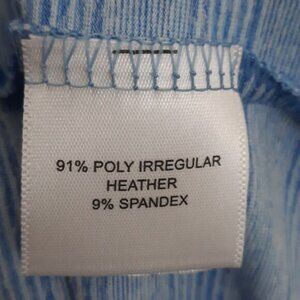 91% POLY IRREGULAR
HEATHER
9% SPANDEX